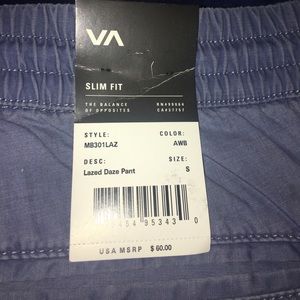 VA
SLIM FIT
THE BALANCE
OF OPPOSITES
STYLE: COLOR:
MB301LAZ AWB
DESC: SIZE:
Lazed Daze Pant S
USA MSRP $ 60.00